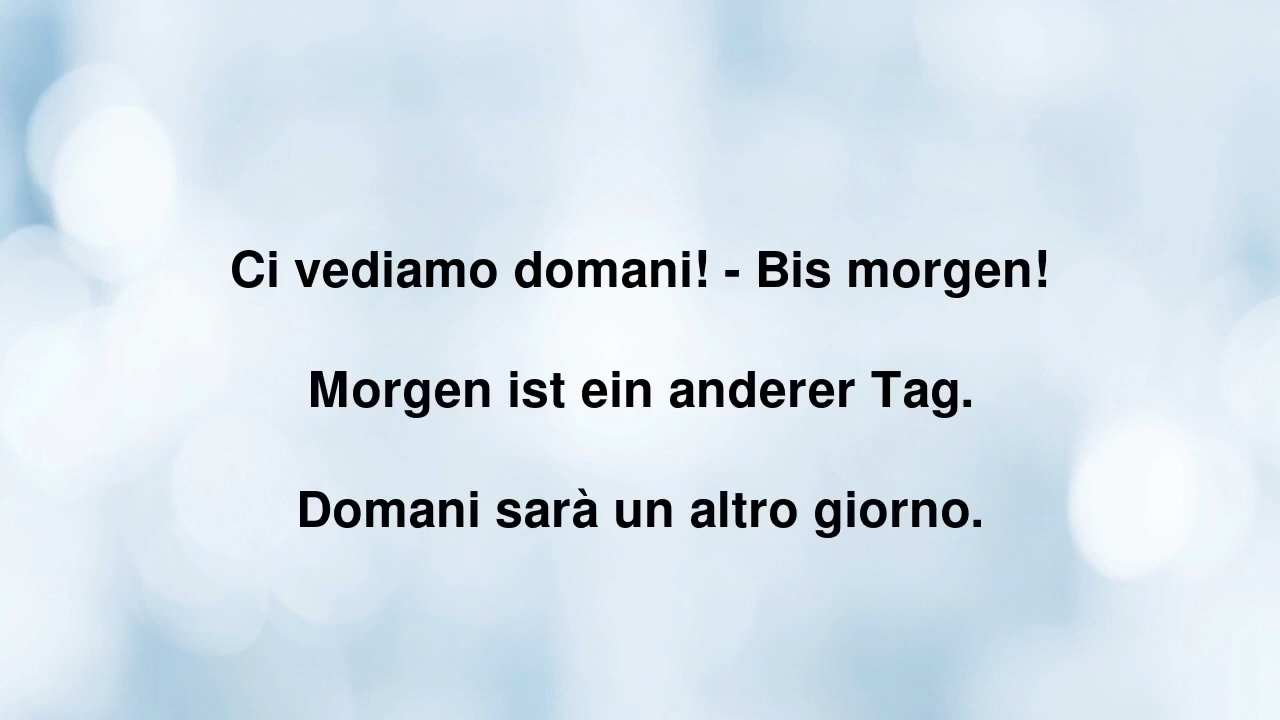 Ci vediamo domani! - Bis morgen!
Morgen ist ein anderer Tag.
Domani sarà un altro giorno.